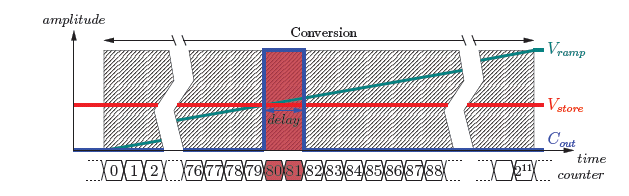 amplitude
Conversion
V_ramp
V_store
delay
C_out
time
0 1 2 76 77 78 79 80 81 82 83 84 85 86 87 88 2^11
counter